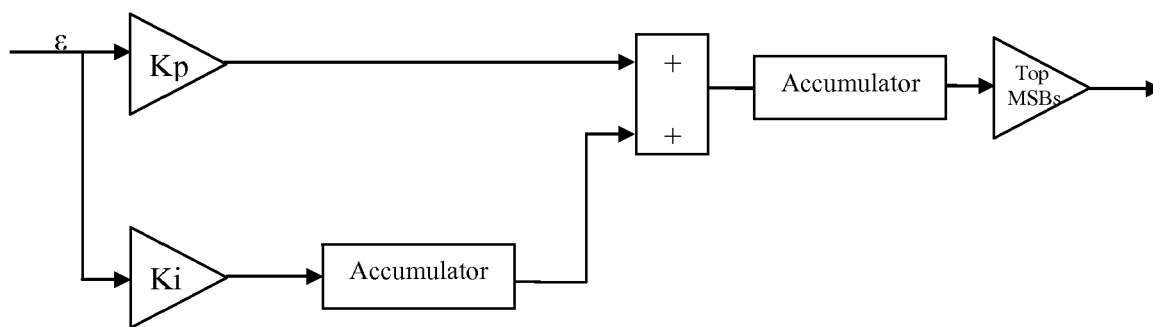 ε
Kp
+
+
Accumulator
Top
MSBs
Ki
Accumulator